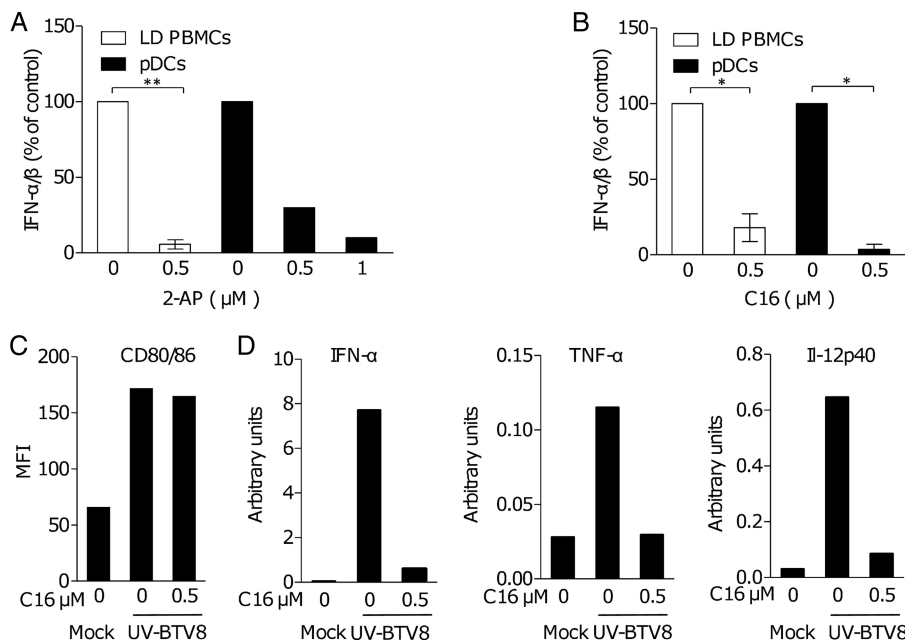 A
IFN-α/β (% of control)
150
100
50
0
LD PBMCs
pDCs
**
0 0.5 0 0.5 1
2-AP ( µM )
B
IFN-α/β (% of control)
150
100
50
0
LD PBMCs
pDCs
* *
0 0.5 0 0.5
C16 ( µM )
C
CD80/86
MFI
200
150
100
50
0
C16 µM 0 0 0.5
Mock UV-BTV8
D
IFN-α
Arbitrary units
10
8
6
4
2
0
C16 µM 0 0 0.5
Mock UV-BTV8
TNF-α
Arbitrary units
0.15
0.10
0.05
0.00
C16 µM 0 0 0.5
Mock UV-BTV8
Il-12p40
Arbitrary units
0.8
0.6
0.4
0.2
0.0
C16 µM 0 0 0.5
Mock UV-BTV8